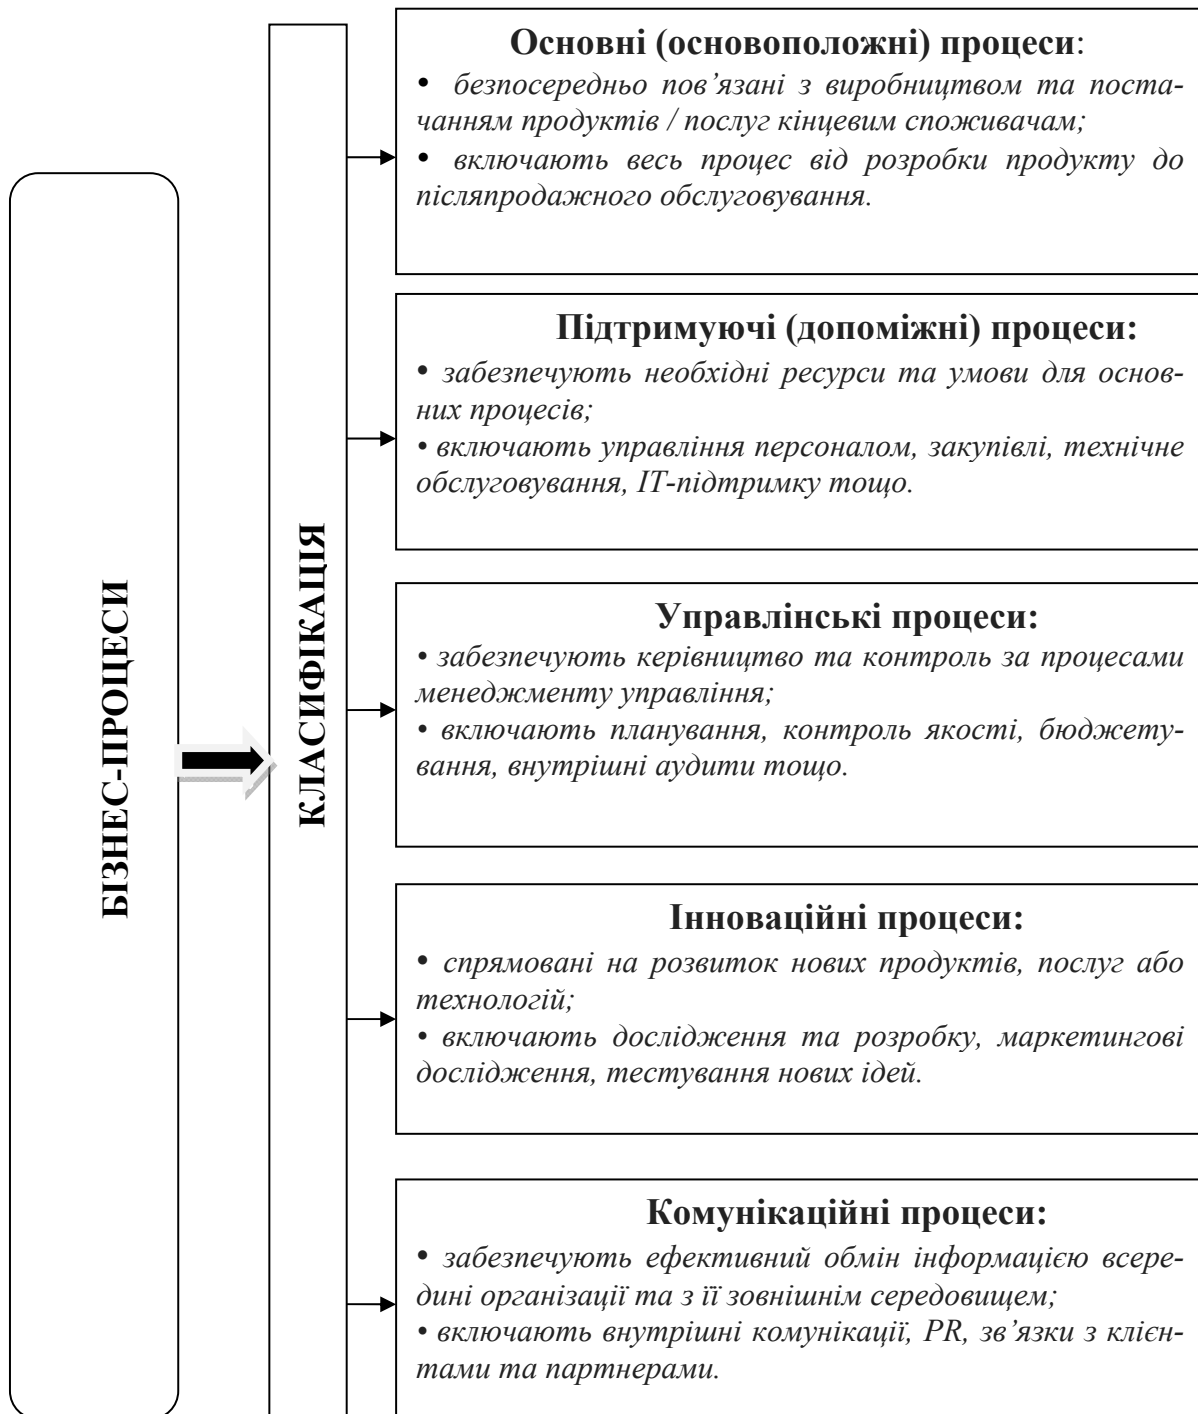 БІЗНЕС-ПРОЦЕСИ
КЛАСИФІКАЦІЯ
Основні (основоположні) процеси:
• безпосередньо пов’язані з виробництвом та поста-
чанням продуктів / послуг кінцевим споживачам;
• включають весь процес від розробки продукту до
післяпродажного обслуговування.
Підтримуючі (допоміжні) процеси:
• забезпечують необхідні ресурси та умови для основ-
них процесів;
• включають управління персоналом, закупівлі, технічне
обслуговування, ІТ-підтримку тощо.
Управлінські процеси:
• забезпечують керівництво та контроль за процесами
менеджменту управління;
• включають планування, контроль якості, бюджету-
вання, внутрішні аудити тощо.
Інноваційні процеси:
• спрямовані на розвиток нових продуктів, послуг або
технологій;
• включають дослідження та розробку, маркетингові
дослідження, тестування нових ідей.
Комунікаційні процеси:
• забезпечують ефективний обмін інформацією всере-
дині організації та з її зовнішнім середовищем;
• включають внутрішні комунікації, PR, зв’язки з клієн-
тами та партнерами.